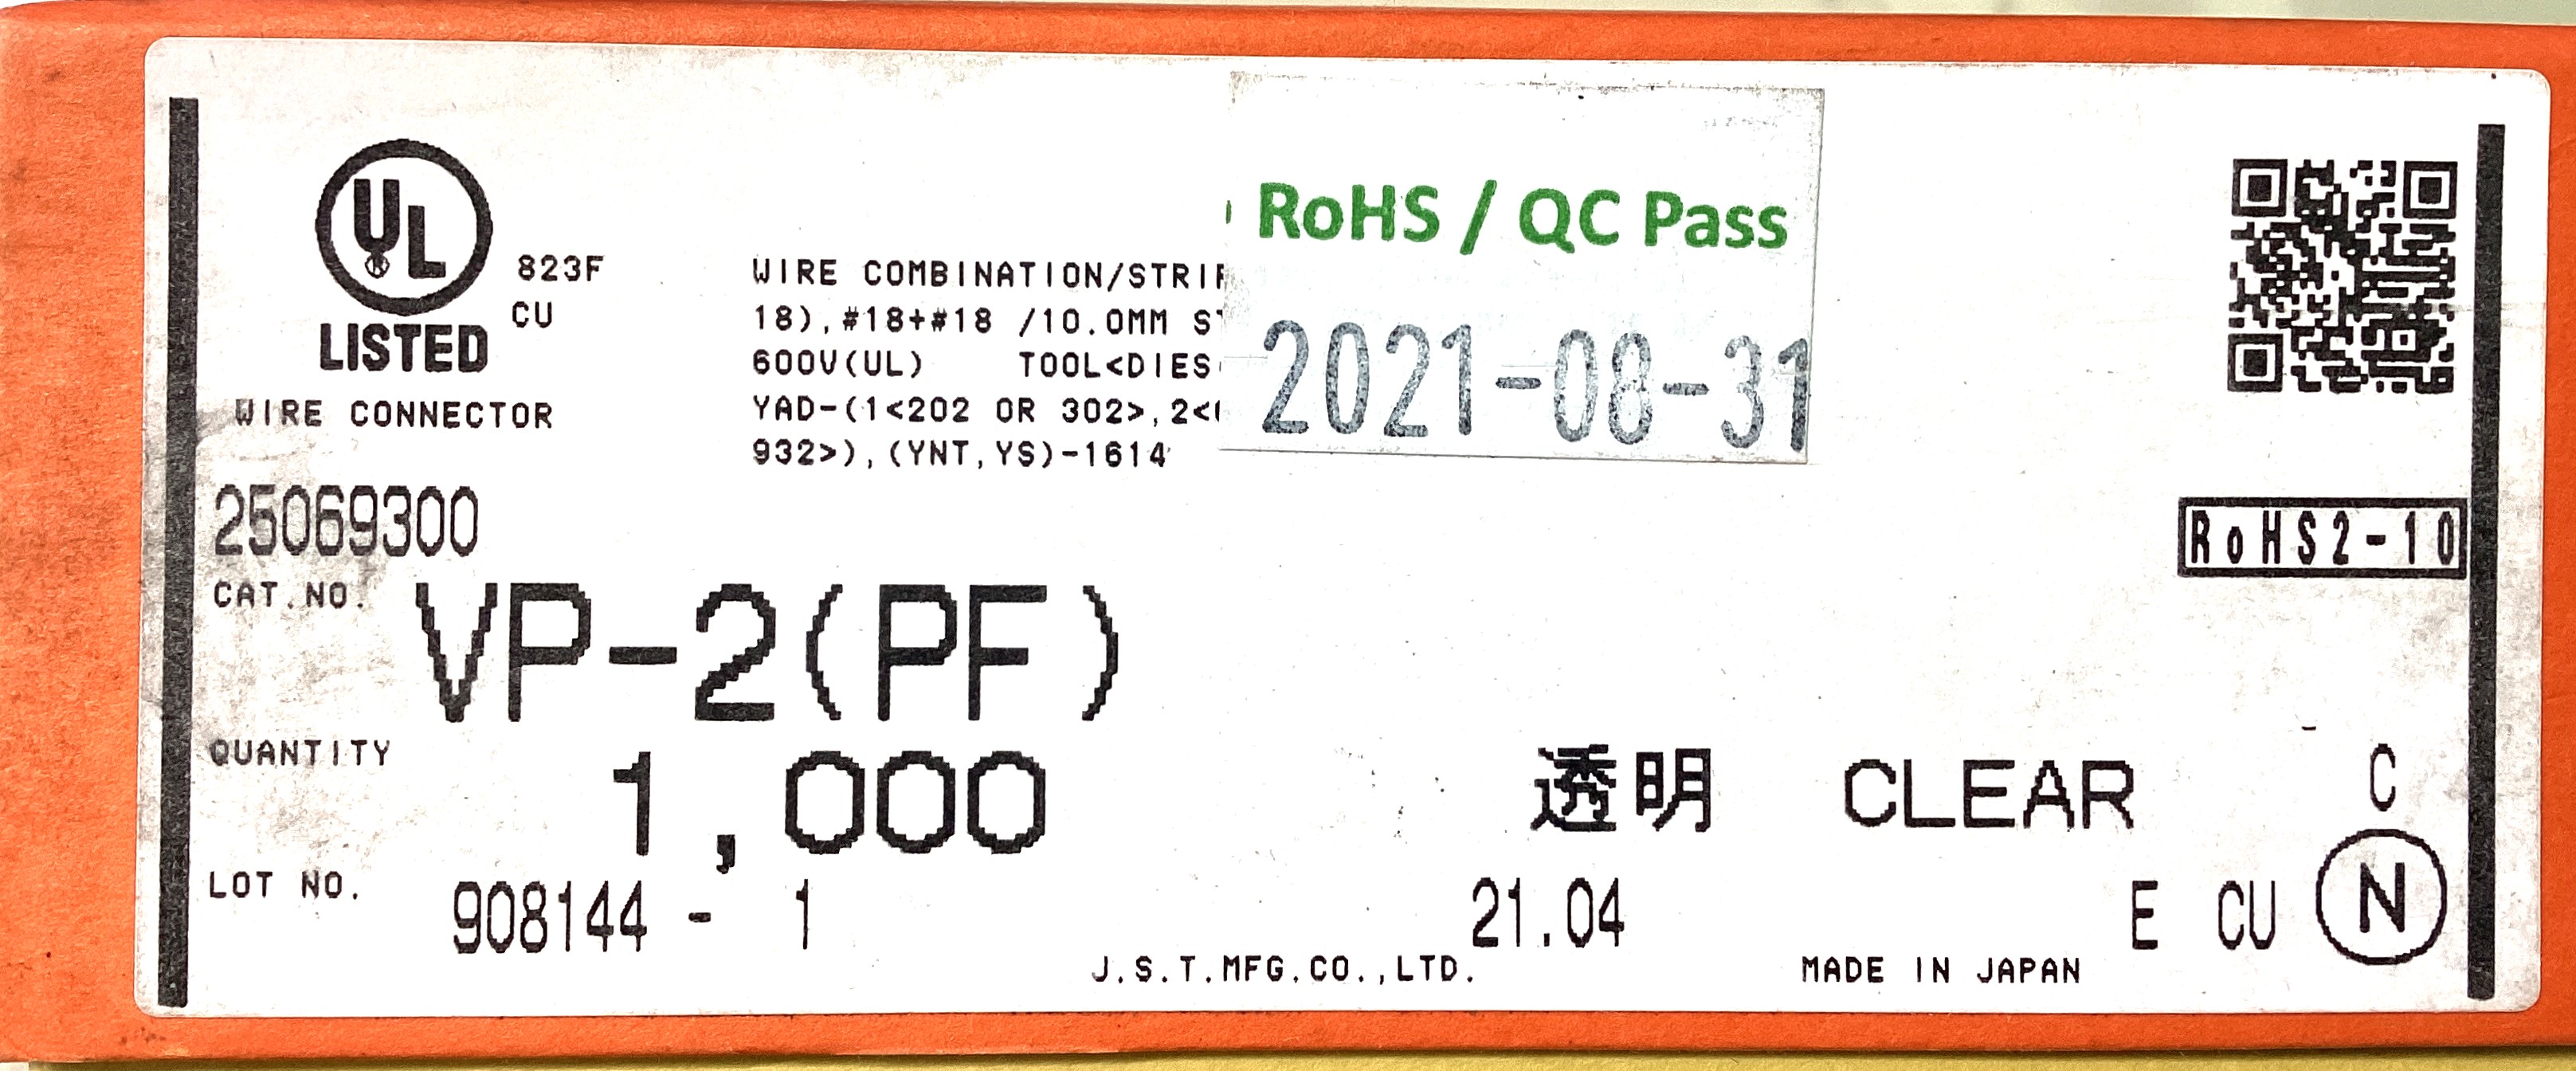 UL
LISTED
823F
CU
WIRE CONNECTOR
WIRE COMBINATION/STRIP
18),#18+#18 /10.0MM S
600V(UL) TOOL<DIES
YAD-(1<202 OR 302>,2<
932>),(YNT,YS)-1614
RoHS / QC Pass
2021-08-31
25069300
RoHS2-10
CAT.NO. VP-2(PF)
QUANTITY 1,000 透明 CLEAR C
LOT NO. 908144 - 1 21.04 E CU N
J.S.T.MFG.CO.,LTD. MADE IN JAPAN